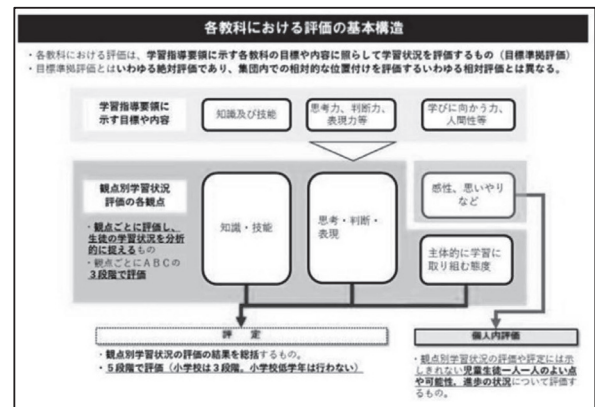 各教科における評価の基本構造
・各教科における評価は、学習指導要領に示す各教科の目標や内容に照らして学習状況を評価するもの（目標準拠評価）
・目標準拠評価とはいわゆる絶対評価であり、集団内での相対的な位置付けを評価するいわゆる相対評価とは異なる。
学習指導要領に
示す目標や内容
知識及び技能
思考力、判断力、
表現力等
学びに向かう力、
人間性等
観点別学習状況
評価の各観点
・観点ごとに評価し、
生徒の学習状況を分析
的に捉えるもの
・観点ごとにＡＢＣの
３段階で評価
知識・技能
思考・判断・
表現
感性、思いやり
など
主体的に学習に
取り組む態度
評　定
・観点別学習状況の評価の結果を総括するもの。
・５段階で評価（小学校は３段階。小学校低学年は行わない）
個人内評価
・観点別学習状況の評価や評定には示
しきれない児童生徒一人一人のよい点
や可能性、進歩の状況について評価す
るもの。